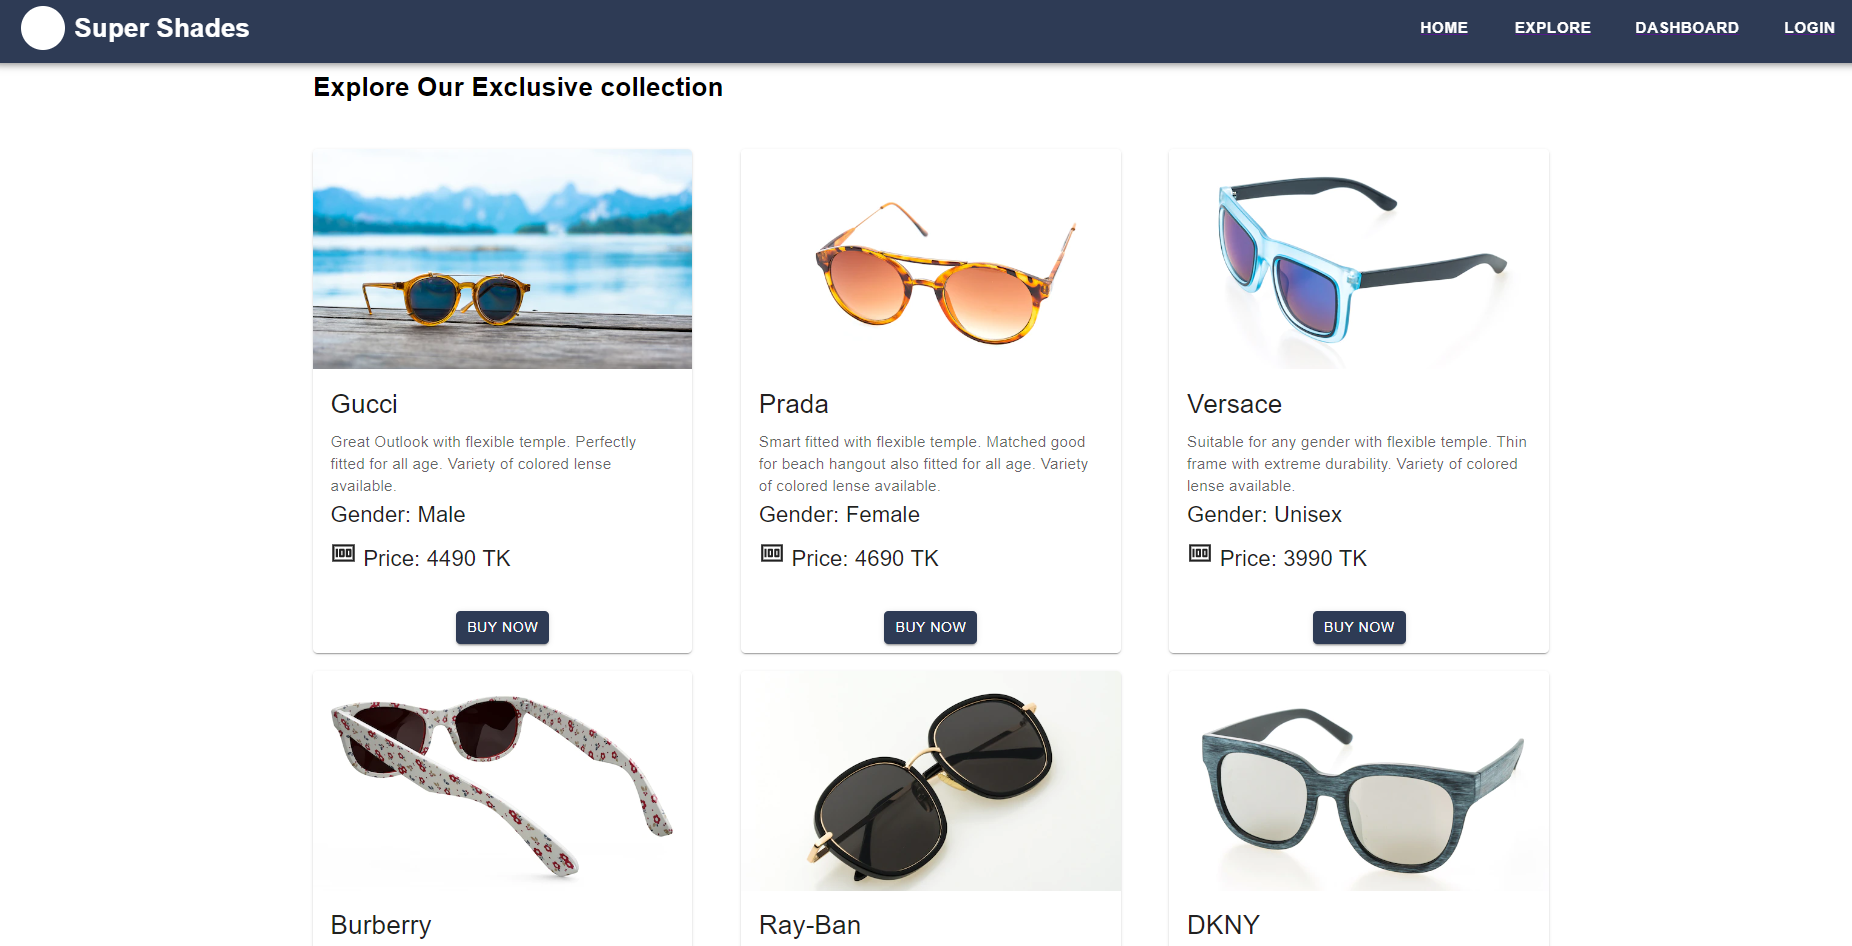 Super Shades
HOME EXPLORE DASHBOARD LOGIN
Explore Our Exclusive collection
Gucci
Great Outlook with flexible temple. Perfectly
fitted for all age. Variety of colored lense
available.
Gender: Male
100 Price: 4490 TK
BUY NOW
Prada
Smart fitted with flexible temple. Matched good
for beach hangout also fitted for all age. Variety
of colored lense available.
Gender: Female
100 Price: 4690 TK
BUY NOW
Versace
Suitable for any gender with flexible temple. Thin
frame with extreme durability. Variety of colored
lense available.
Gender: Unisex
100 Price: 3990 TK
BUY NOW
Burberry
Ray-Ban
DKNY